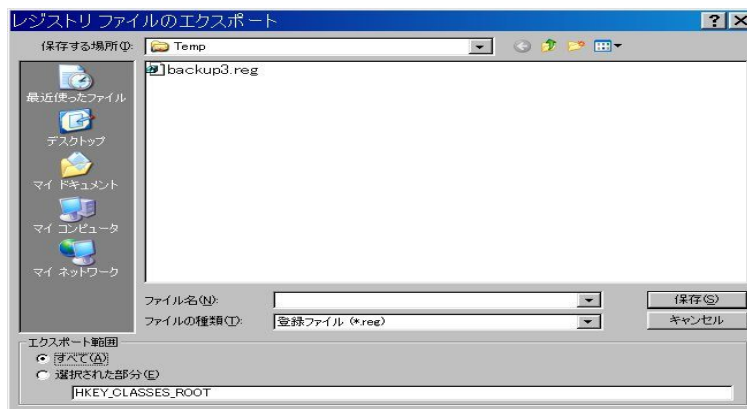 レジストリ ファイルのエクスポート
保存する場所(I):
Temp
backup3.reg
最近使ったファイル
デスクトップ
マイ ドキュメント
マイ コンピュータ
マイ ネットワーク
ファイル名(N):
保存(S)
ファイルの種類(T):
登録ファイル (*.reg)
キャンセル
エクスポート範囲
すべて(A)
選択された部分(E)
HKEY_CLASSES_ROOT